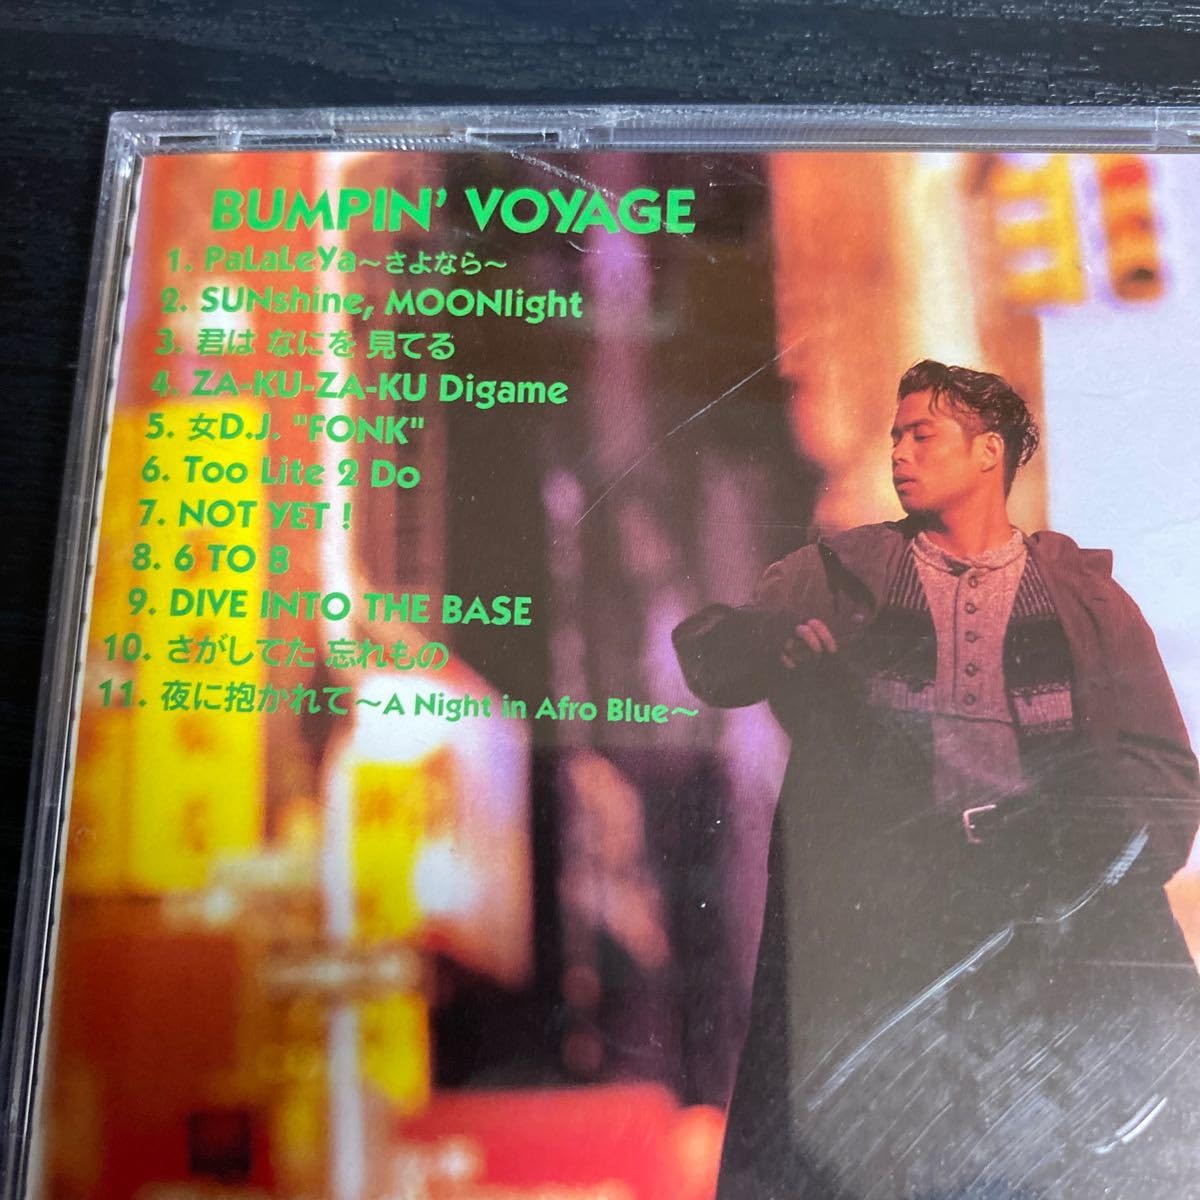 BUMPIN' VOYAGE
1. PaLaLeYa～さよなら～
2. SUNshine, MOONlight
3. 君は なにを 見てる
4. ZA-KU-ZA-KU Digame
5. 女D.J. "FONK"
6. Too Lite 2 Do
7. NOT YET !
8. 6 TO 8
9. DIVE INTO THE BASE
10. さがしてた 忘れもの
11. 夜に抱かれて～A Night in Afro Blue～